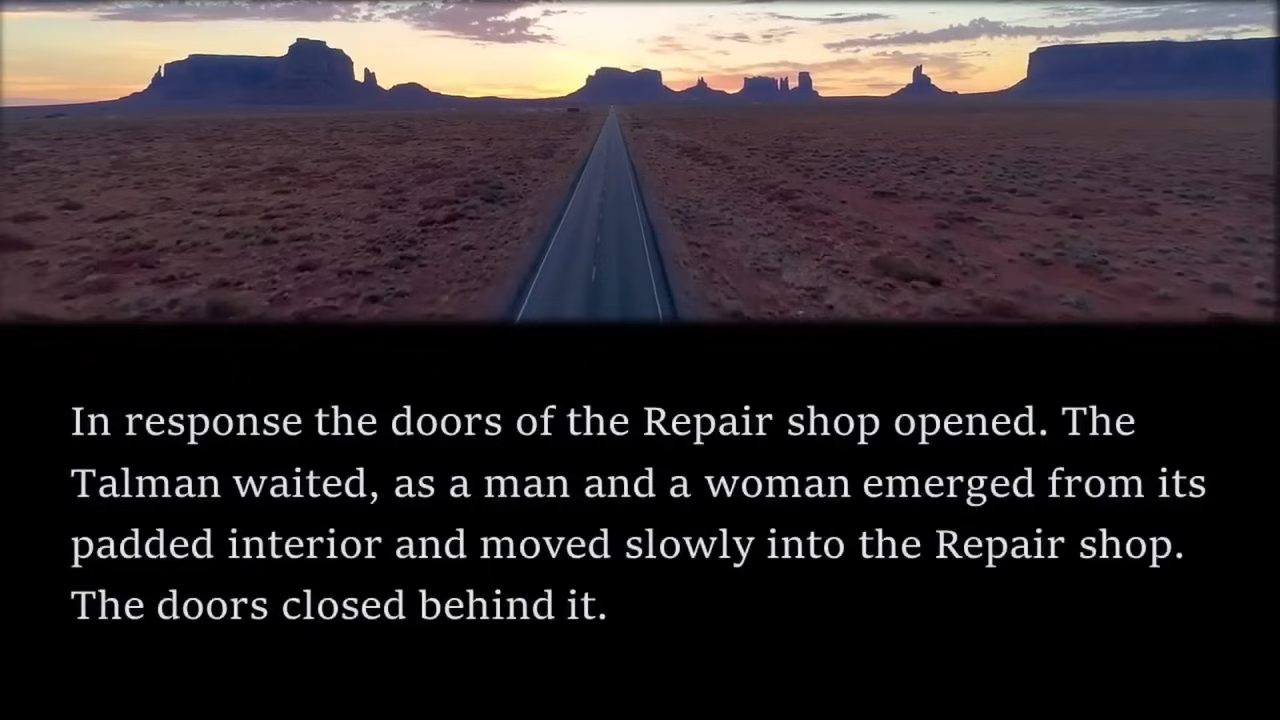 In response the doors of the Repair shop opened. The
Talman waited, as a man and a woman emerged from its
padded interior and moved slowly into the Repair shop.
The doors closed behind it.